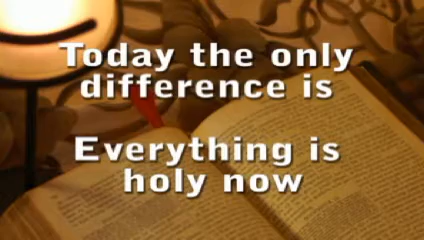 Today the only
difference is
Everything is
holy now